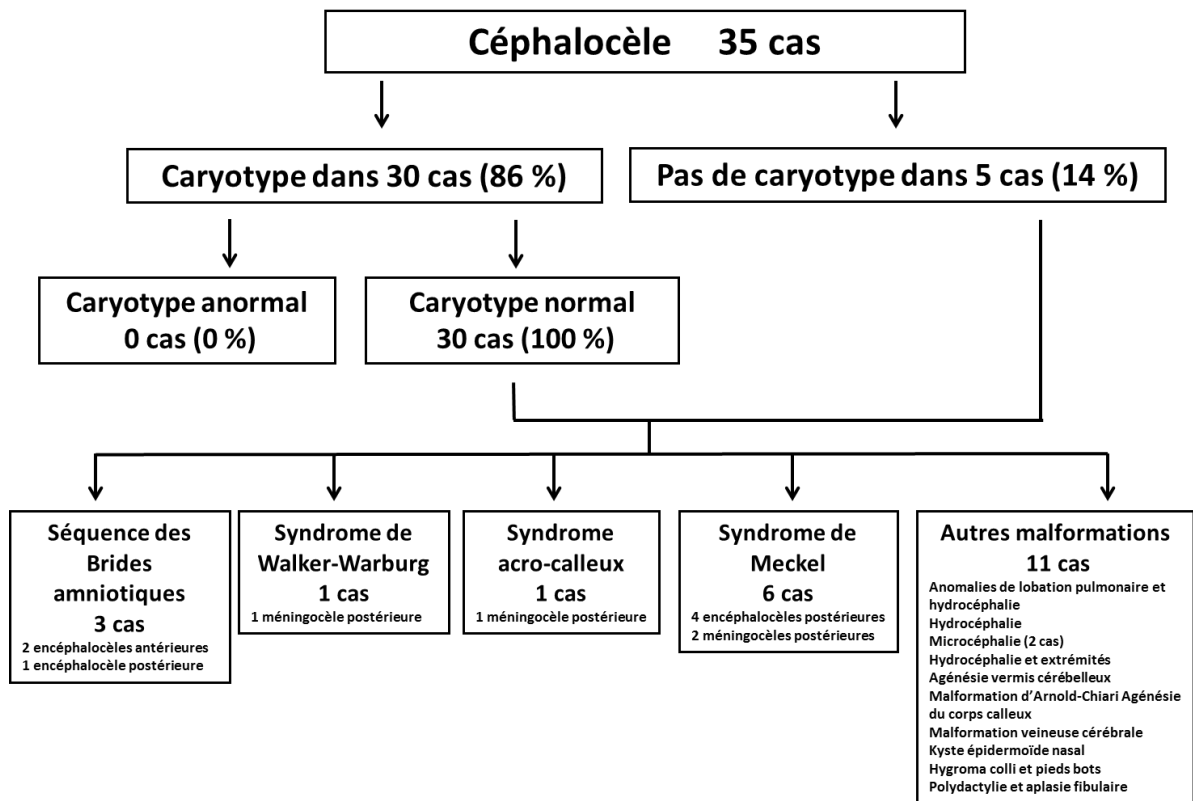 Céphalocèle 35 cas
Caryotype dans 30 cas (86 %)
Pas de caryotype dans 5 cas (14 %)
Caryotype anormal
0 cas (0 %)
Caryotype normal
30 cas (100 %)
Séquence des
Brides
amniotiques
3 cas
2 encéphalocèles antérieures
1 encéphalocèle postérieure
Syndrome de
Walker-Warburg
1 cas
1 méningocèle postérieure
Syndrome
acro-calleux
1 cas
1 méningocèle postérieure
Syndrome de
Meckel
6 cas
4 encéphalocèles postérieures
2 méningocèles postérieures
Autres malformations
11 cas
Anomalies de lobation pulmonaire et
hydrocéphalie
Hydrocéphalie
Microcéphalie (2 cas)
Hydrocéphalie et extrémités
Agénésie vermis cérébelleux
Malformation d’Arnold-Chiari Agénésie
du corps calleux
Malformation veineuse cérébrale
Kyste épidermoïde nasal
Hygroma colli et pieds bots
Polydactylie et aplasie fibulaire